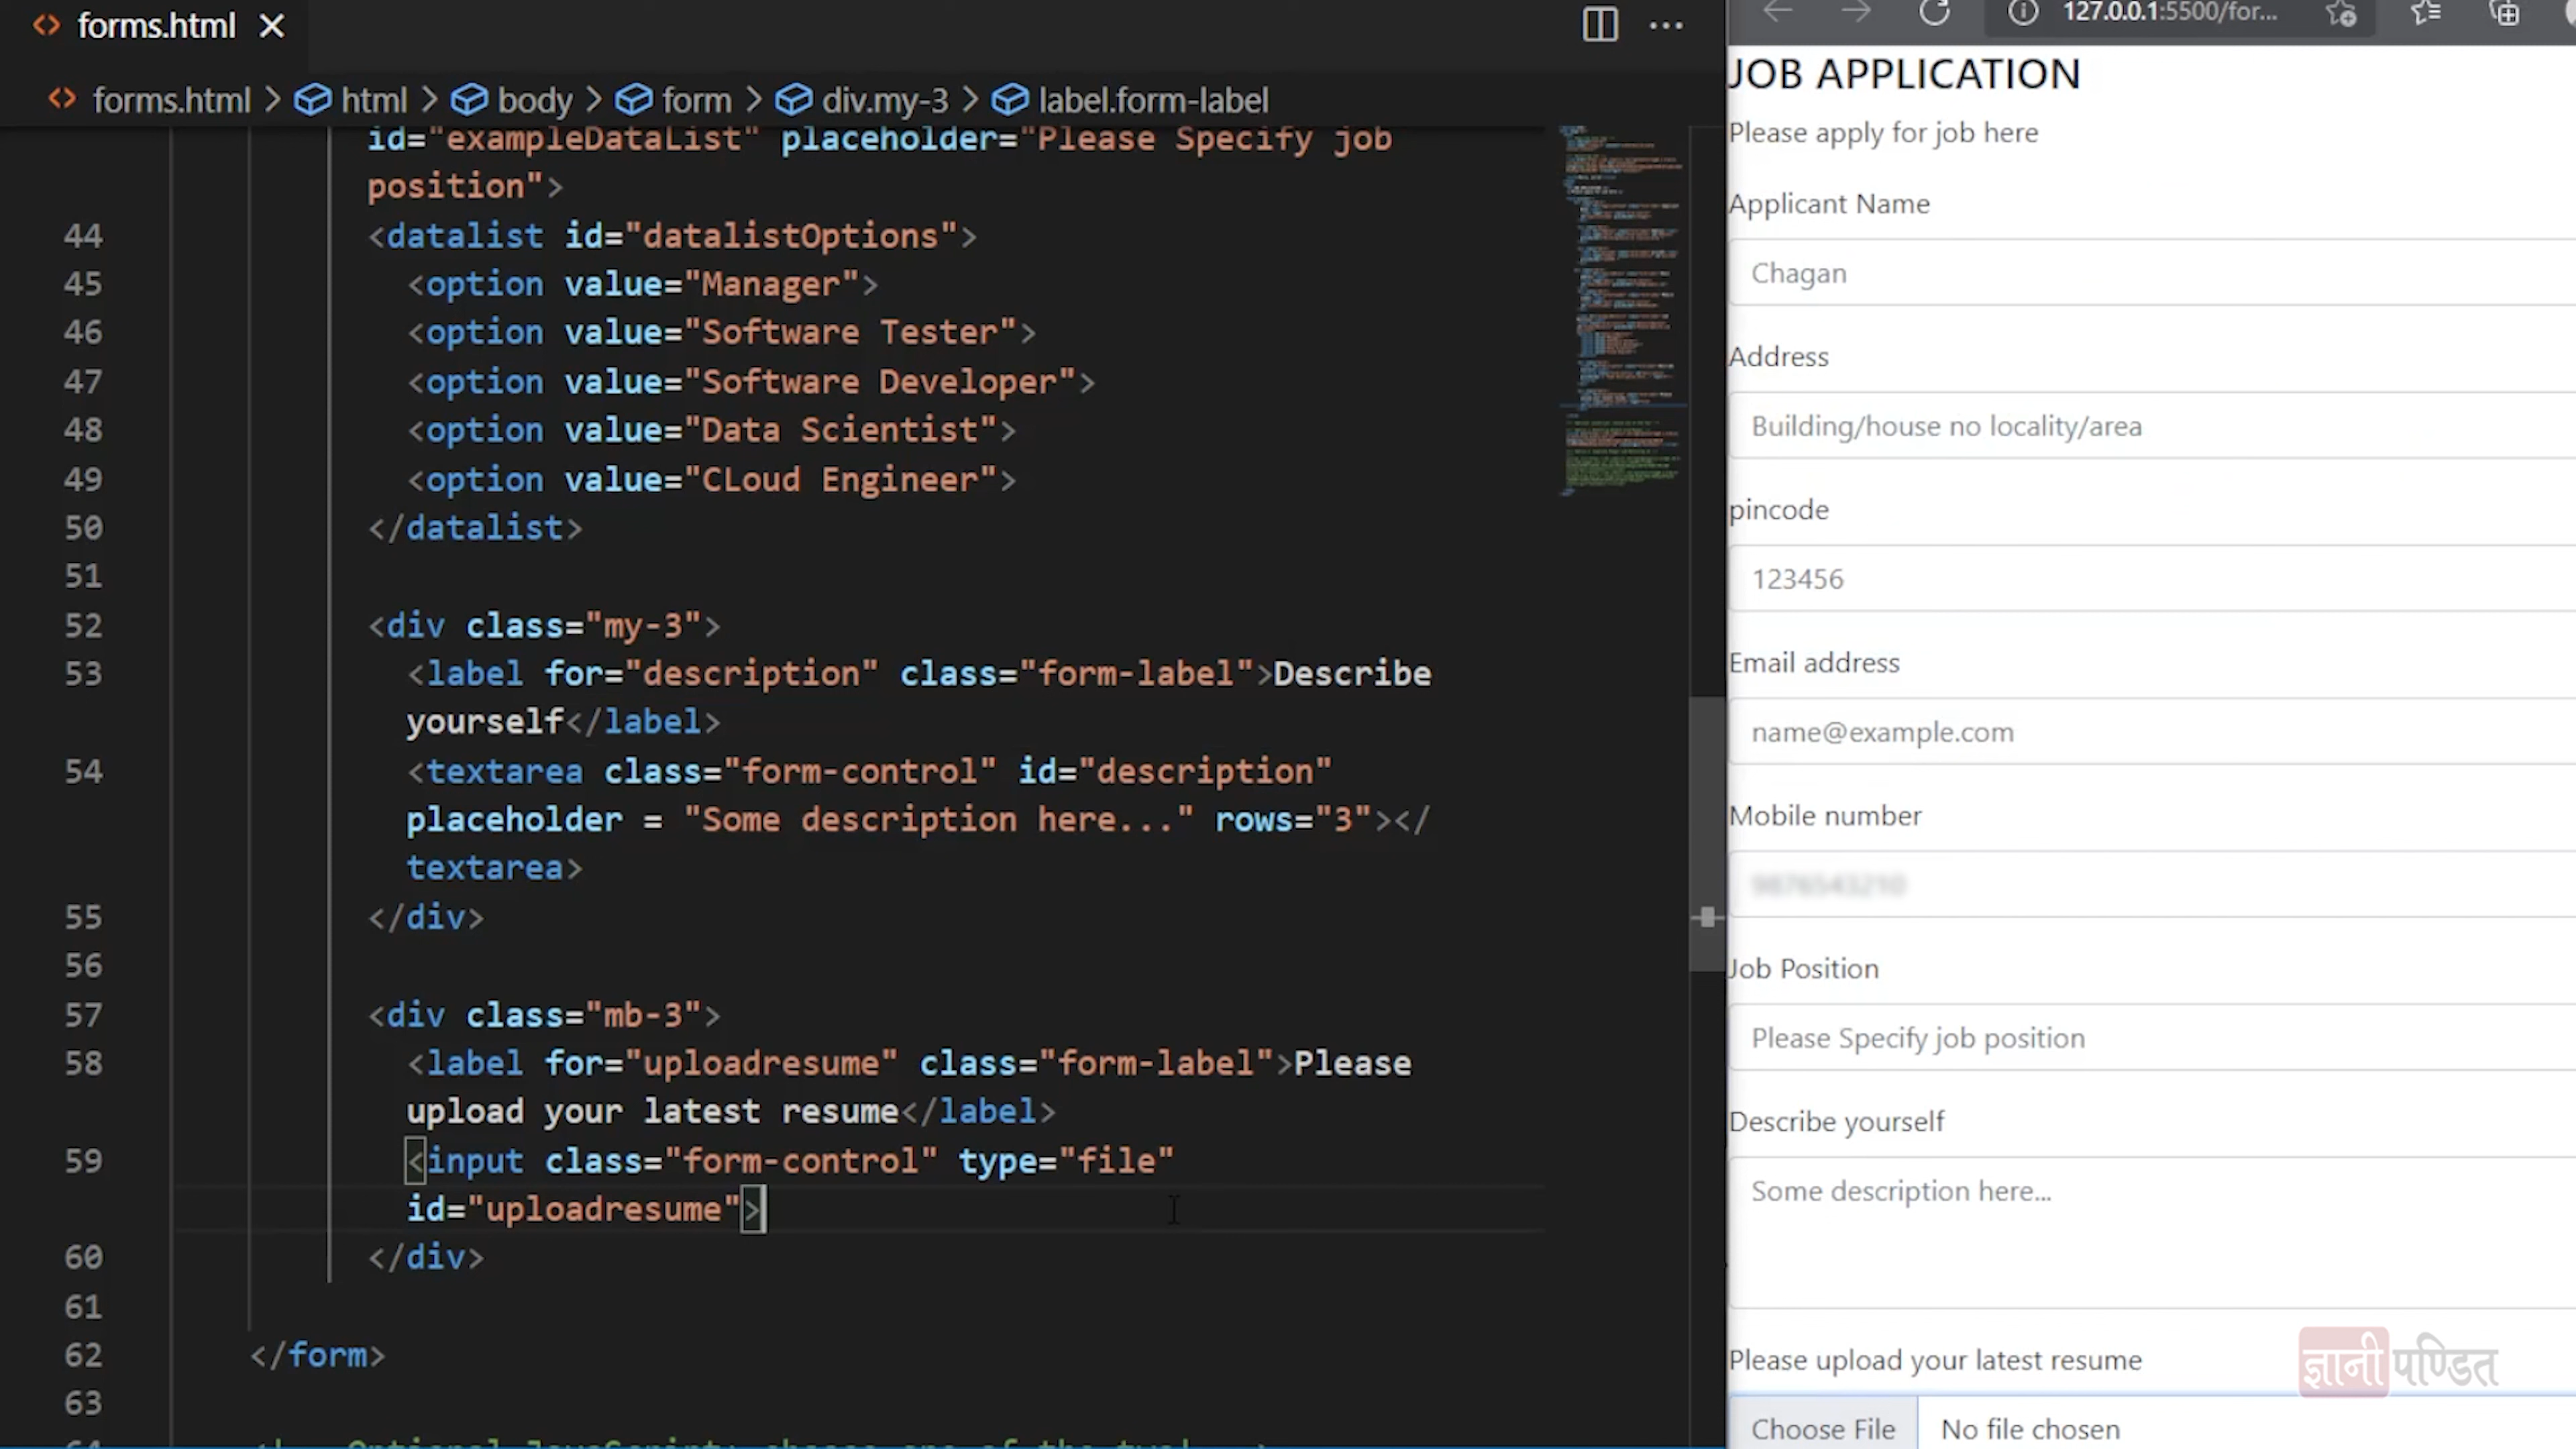 forms.html
forms.html > html > body > form > div.my-3 > label.form-label
id="exampleDataList" placeholder="Please Specify job
position">
44 <datalist id="datalistOptions">
45 <option value="Manager">
46 <option value="Software Tester">
47 <option value="Software Developer">
48 <option value="Data Scientist">
49 <option value="CLoud Engineer">
50 </datalist>
51
52 <div class="my-3">
53 <label for="description" class="form-label">Describe
yourself</label>
54 <textarea class="form-control" id="description"
placeholder = "Some description here..." rows="3"></
textarea>
55 </div>
56
57 <div class="mb-3">
58 <label for="uploadresume" class="form-label">Please
upload your latest resume</label>
59 <input class="form-control" type="file"
id="uploadresume">
60 </div>
61
62 </form>
63
127.0.0.1:5500/for...
JOB APPLICATION
Please apply for job here
Applicant Name
Chagan
Address
Building/house no locality/area
pincode
123456
Email address
name@example.com
Mobile number
9876543210
Job Position
Please Specify job position
Describe yourself
Some description here...
Please upload your latest resume
Choose File No file chosen
ज्ञानी पण्डित